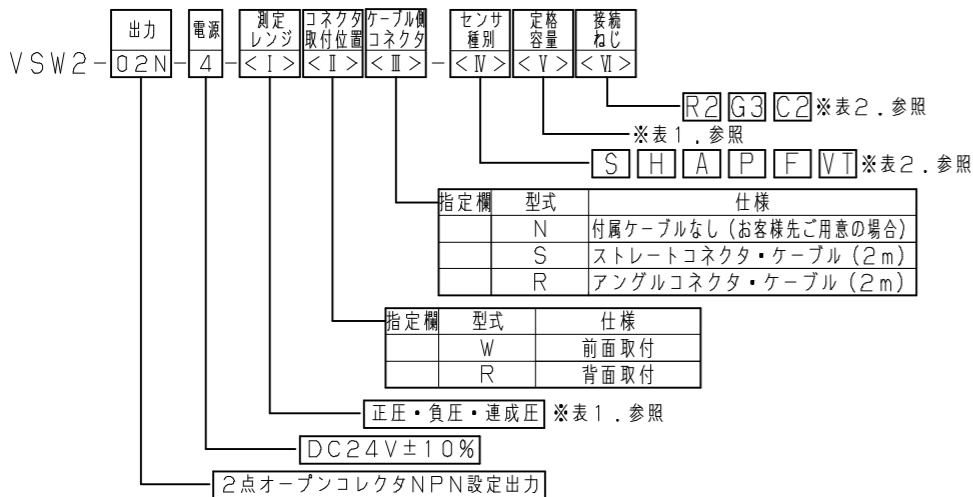 出力 電源 測定レンジ コネクタ取付位置 ケーブル側コネクタ センサ種別 定格容量 接続ねじ
VSW2-02N-4-<Ⅰ><Ⅱ><Ⅲ>-<Ⅳ><Ⅴ><Ⅵ>
R2 G3 C2 ※表2.参照
※表1.参照
S H A P F VT ※表2.参照
指定欄 型式 仕様
N 付属ケーブルなし(お客様先ご用意の場合)
S ストレートコネクタ・ケーブル(2m)
R アングルコネクタ・ケーブル(2m)
指定欄 型式 仕様
W 前面取付
R 背面取付
正圧・負圧・連成圧 ※表1.参照
DC24V±10%
2点オープンコレクタNPN設定出力